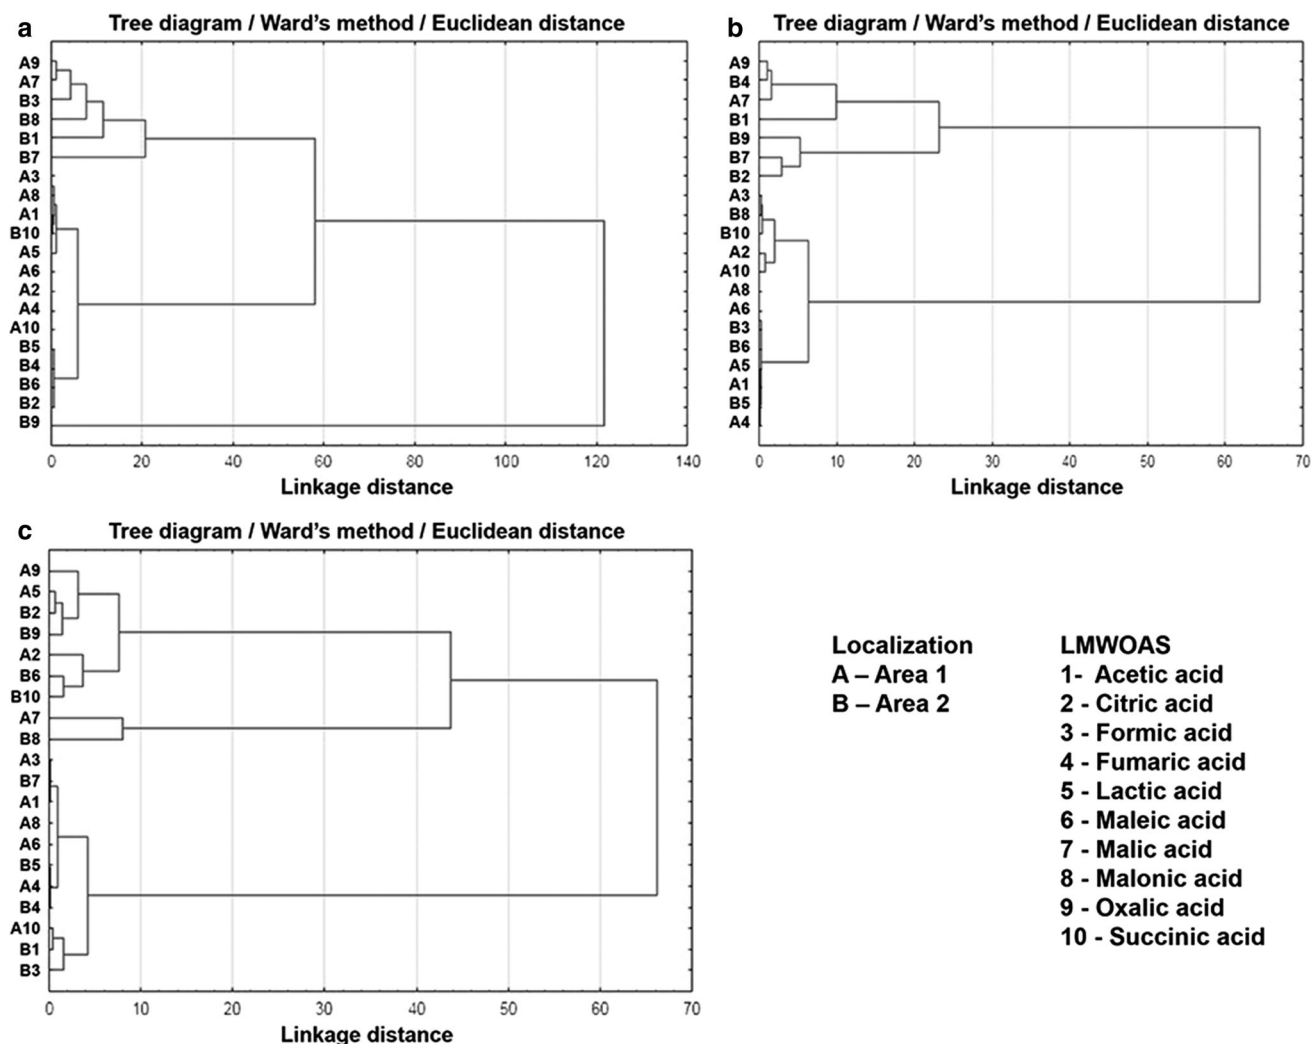 a
Tree diagram / Ward's method / Euclidean distance
A9
A7
B3
B8
B1
B7
A3
A8
A1
B10
A5
A6
A2
A4
A10
B5
B4
B6
B2
B9
0 20 40 60 80 100 120 140
Linkage distance
b
Tree diagram / Ward's method / Euclidean distance
A9
B4
A7
B1
B9
B7
B2
A3
B8
B10
A2
A10
A8
A6
B3
B6
A5
A1
B5
A4
0 10 20 30 40 50 60 70
Linkage distance
c
Tree diagram / Ward's method / Euclidean distance
A9
A5
B2
B9
A2
B6
B10
A7
B8
A3
B7
A1
A8
A6
B5
A4
B4
A10
B1
B3
0 10 20 30 40 50 60 70
Linkage distance
Localization
A – Area 1
B – Area 2
LMWOAS
1- Acetic acid
2 - Citric acid
3 - Formic acid
4 - Fumaric acid
5 - Lactic acid
6 - Maleic acid
7 - Malic acid
8 - Malonic acid
9 - Oxalic acid
10 - Succinic acid